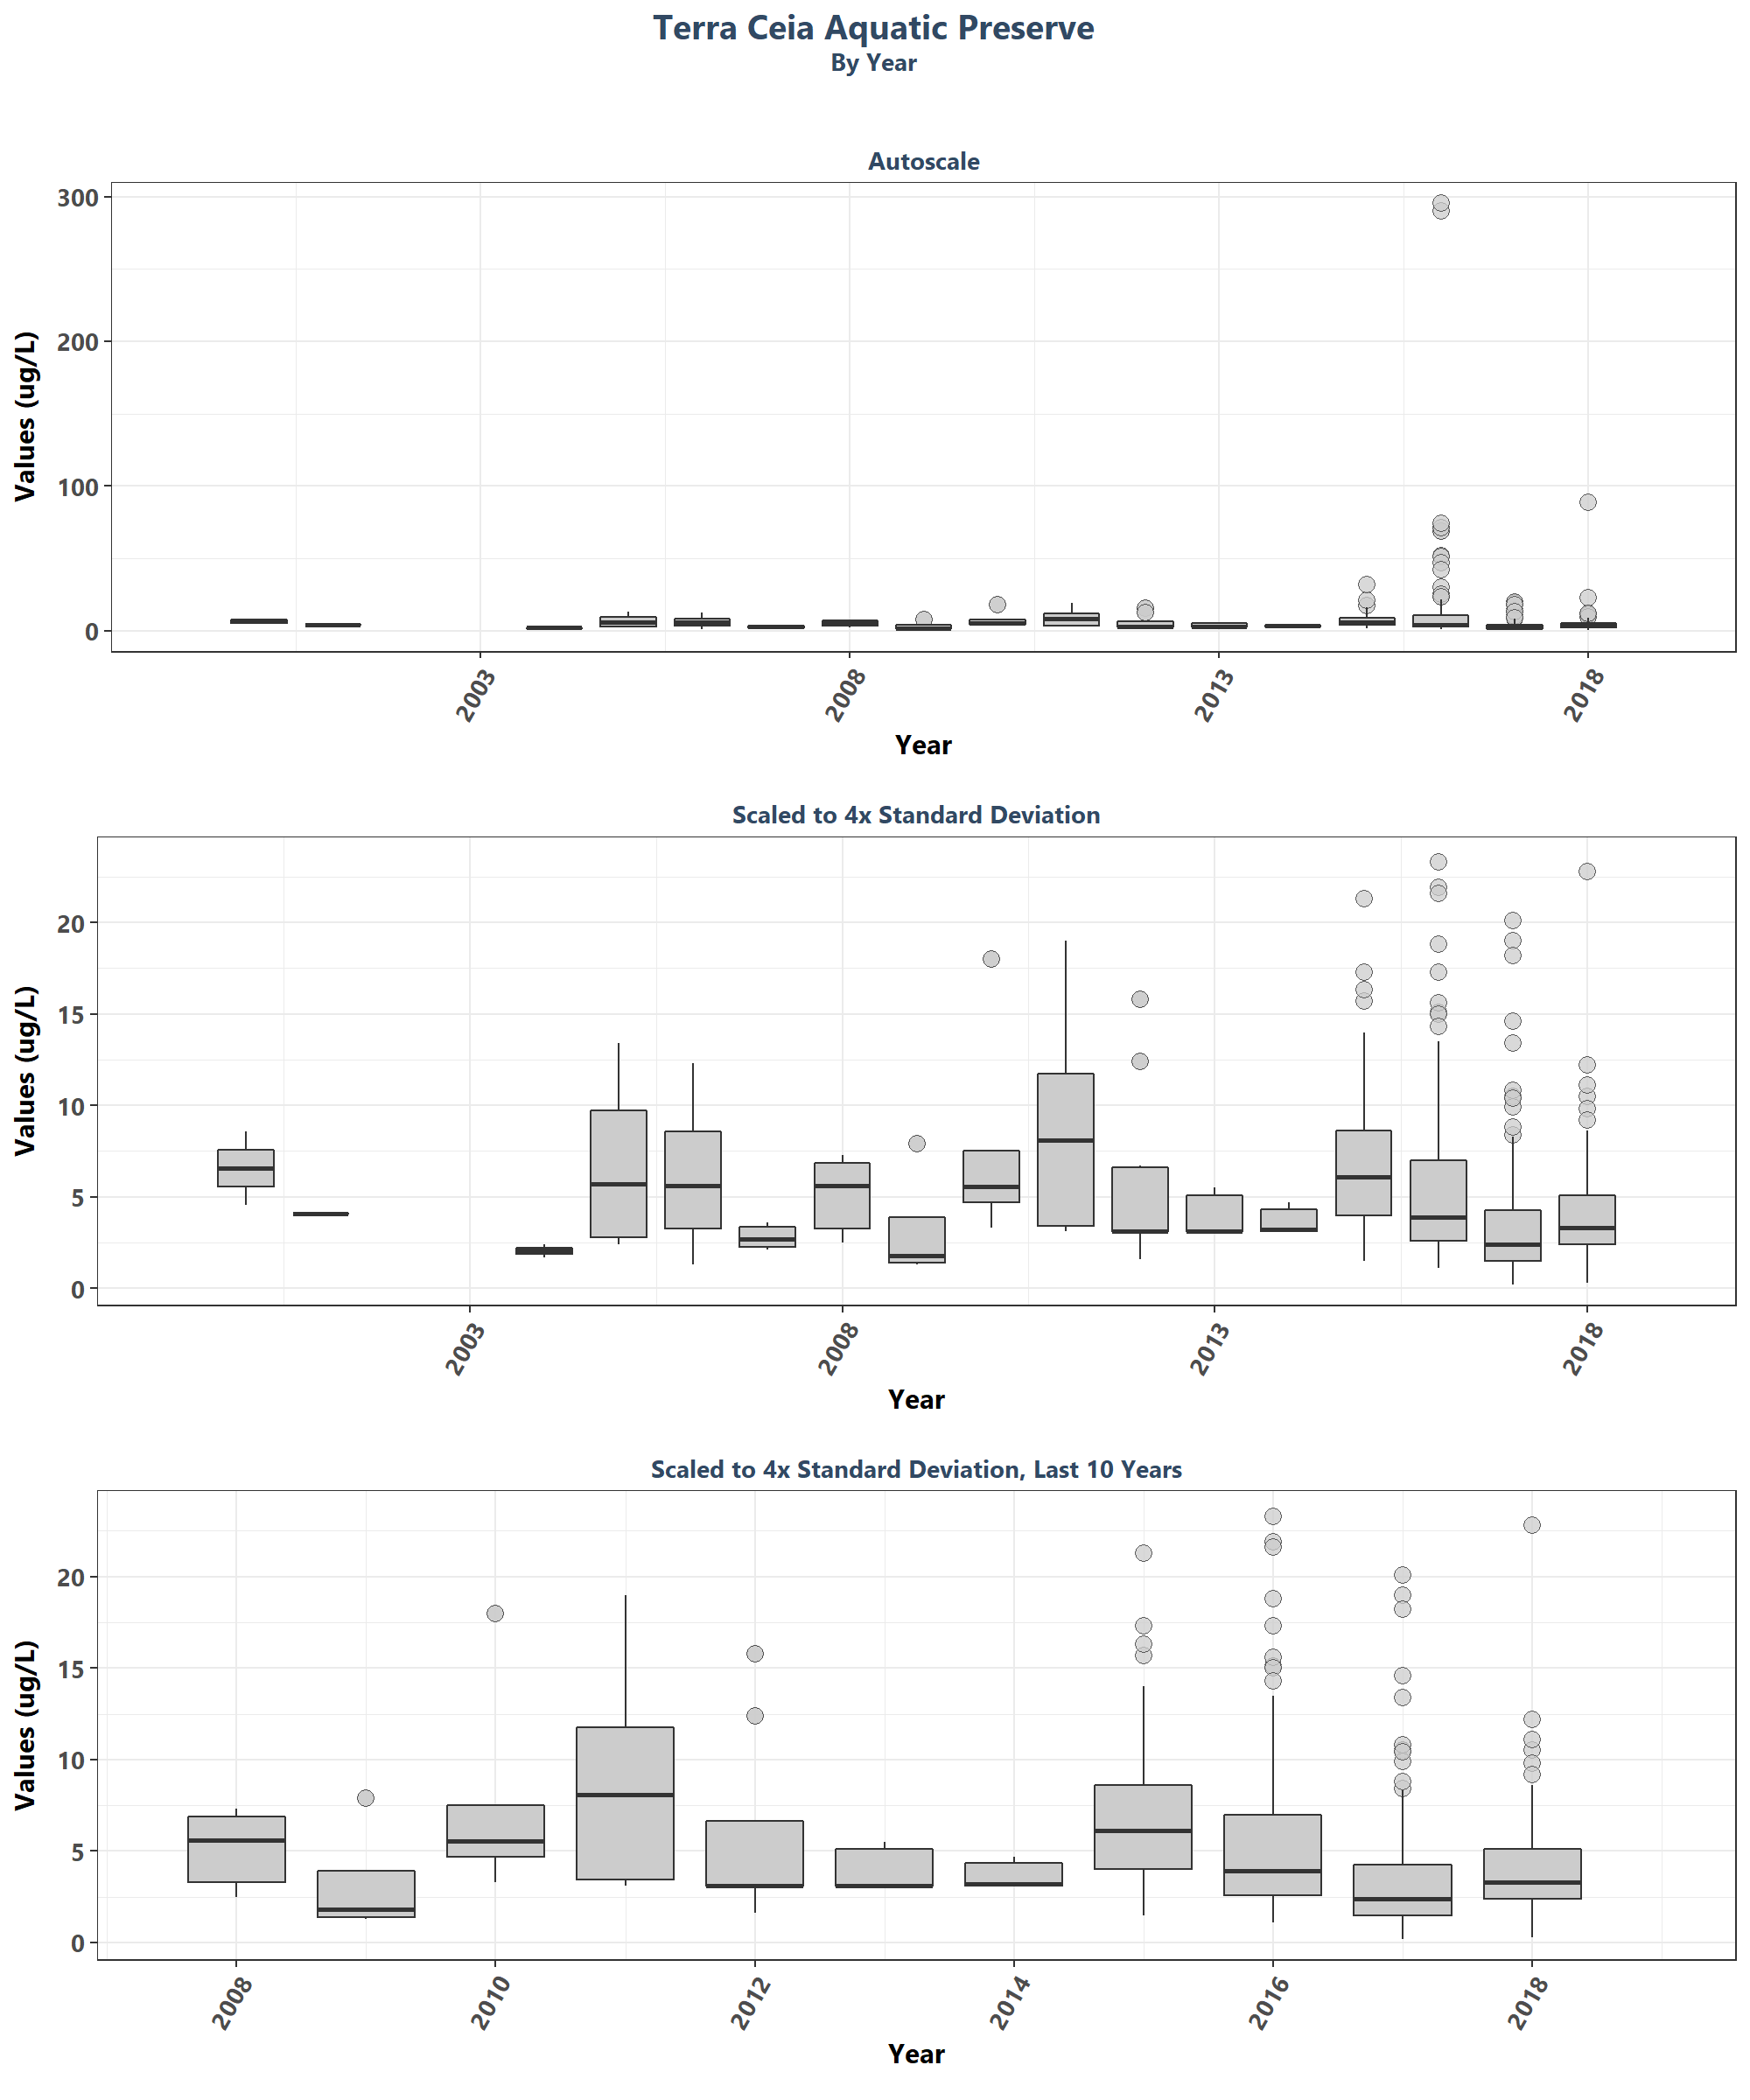 Terra Ceia Aquatic Preserve
By Year
Autoscale
Values (ug/L)
300
200
100
0
2003 2008 2013 2018
Year
Scaled to 4x Standard Deviation
Values (ug/L)
20
15
10
5
0
2003 2008 2013 2018
Year
Scaled to 4x Standard Deviation, Last 10 Years
Values (ug/L)
20
15
10
5
0
2008 2010 2012 2014 2016 2018
Year